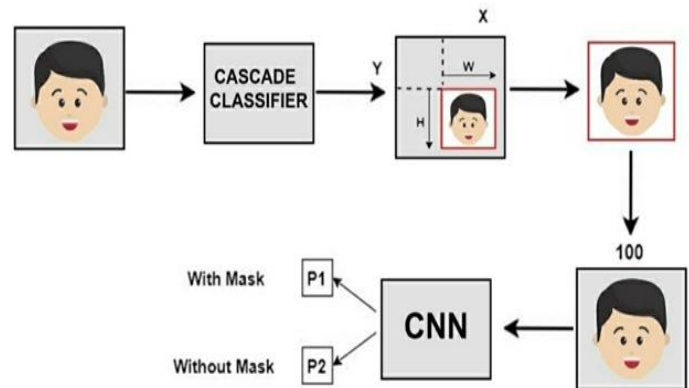 CASCADE
CLASSIFIER
X
Y
W
H
100
With Mask
P1
CNN
Without Mask
P2